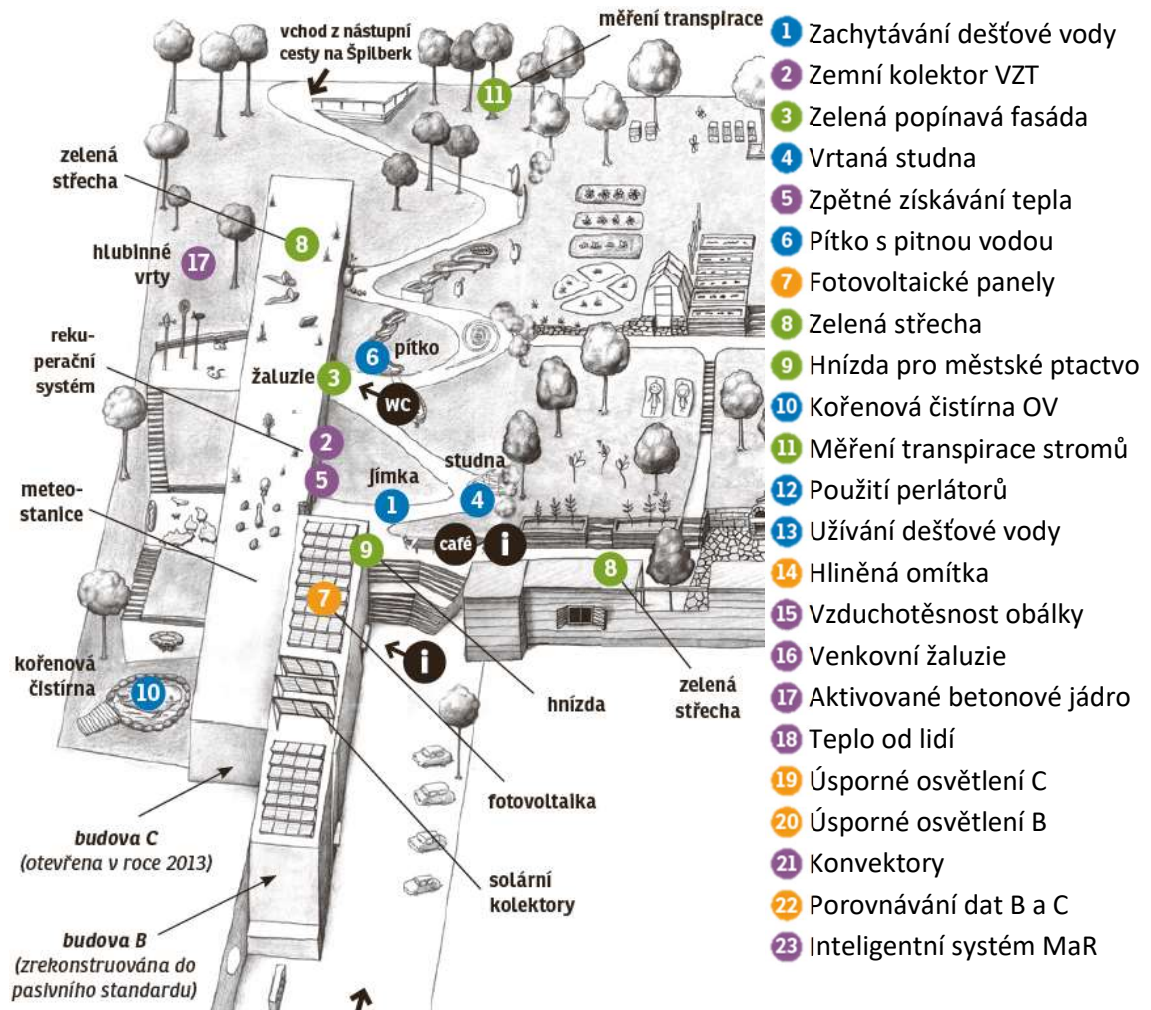 vchod z nástupní
cesty na Špilberk
měření transpirace
11
zelená
střecha
8
hlubinné
vrty
17
reku-
perační
systém
6
pítko
žaluzie
3
WC
2
studna
jímka
5
meteo-
stanice
1
4
café
i
9
8
7
i
kořenová
čistírna
10
hnízda
zelená
střecha
fotovoltaika
budova C
(otevřena v roce 2013)
solární
kolektory
budova B
(zrekonstruována do
pasivního standardu)
1 Zachytávání dešťové vody
2 Zemní kolektor VZT
3 Zelená popínavá fasáda
4 Vrtaná studna
5 Zpětné získávání tepla
6 Pítko s pitnou vodou
7 Fotovoltaické panely
8 Zelená střecha
9 Hnízda pro městské ptactvo
10 Kořenová čistírna OV
11 Měření transpirace stromů
12 Použití perlátorů
13 Užívání dešťové vody
14 Hliněná omítka
15 Vzduchotěsnost obálky
16 Venkovní žaluzie
17 Aktivované betonové jádro
18 Teplo od lidí
19 Úsporné osvětlení C
20 Úsporné osvětlení B
21 Konvektory
22 Porovnávání dat B a C
23 Inteligentní systém MaR